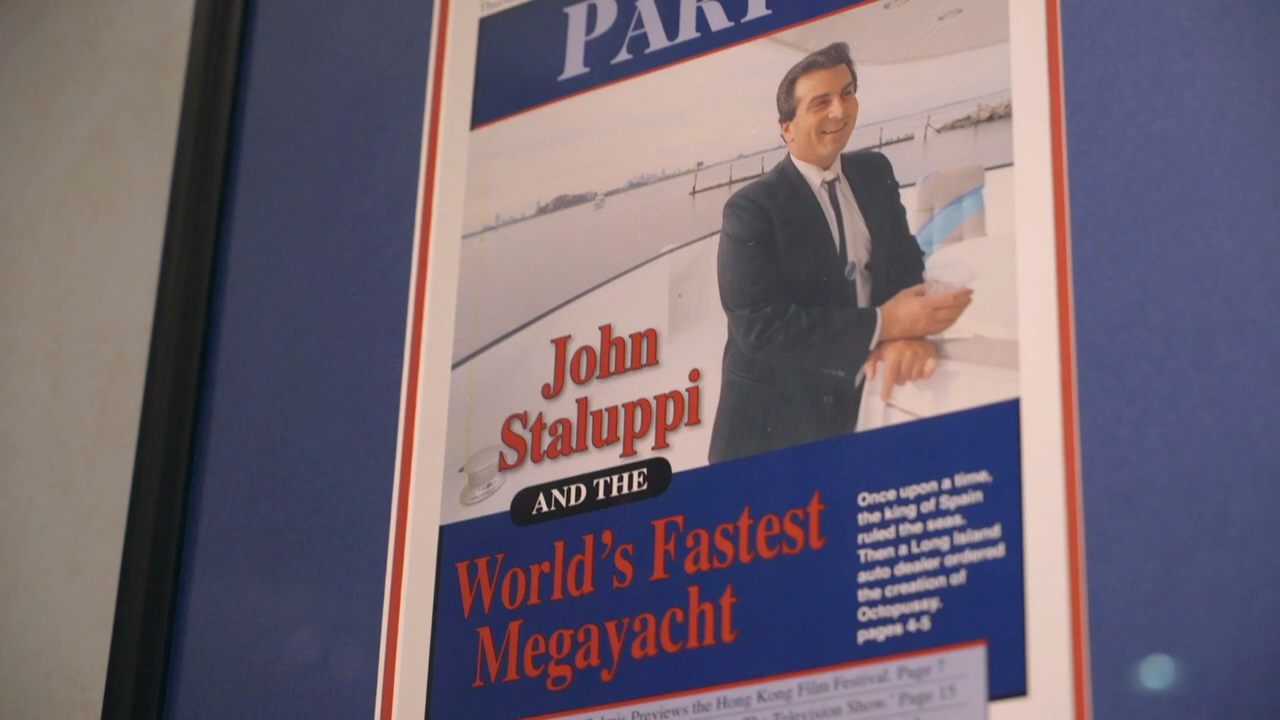 John
Staluppi
AND THE
World's Fastest
Megayacht
Once upon a time,
the king of Spain
ruled the seas.
Then a Long Island
auto dealer ordered
the creation of
Octopussy.
pages 4-5
Previews the Hong Kong Film Festival. Page 7
The Television Show." Page 15